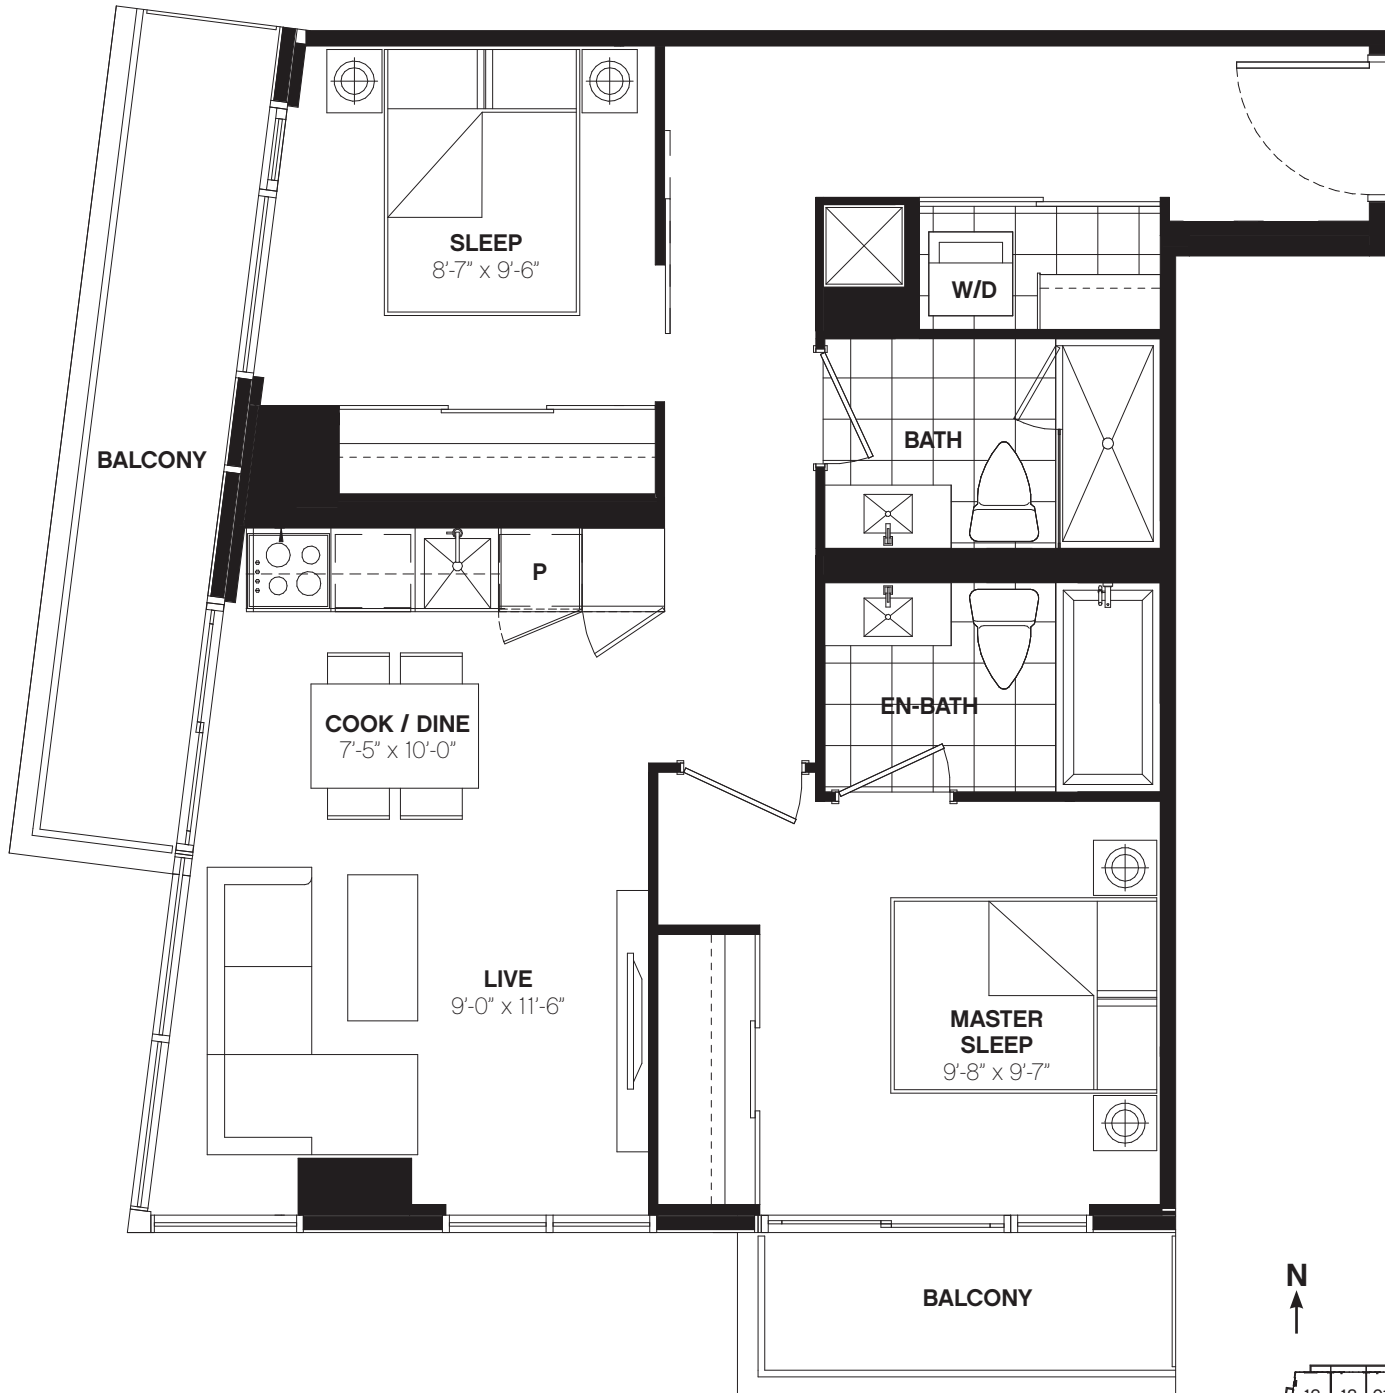 SLEEP
8'-7" x 9'-6"
W/D
BATH
BALCONY
P
EN-BATH
COOK / DINE
7'-5" x 10'-0"
LIVE
9'-0" x 11'-6"
MASTER
SLEEP
9'-8" x 9'-7"
N
BALCONY